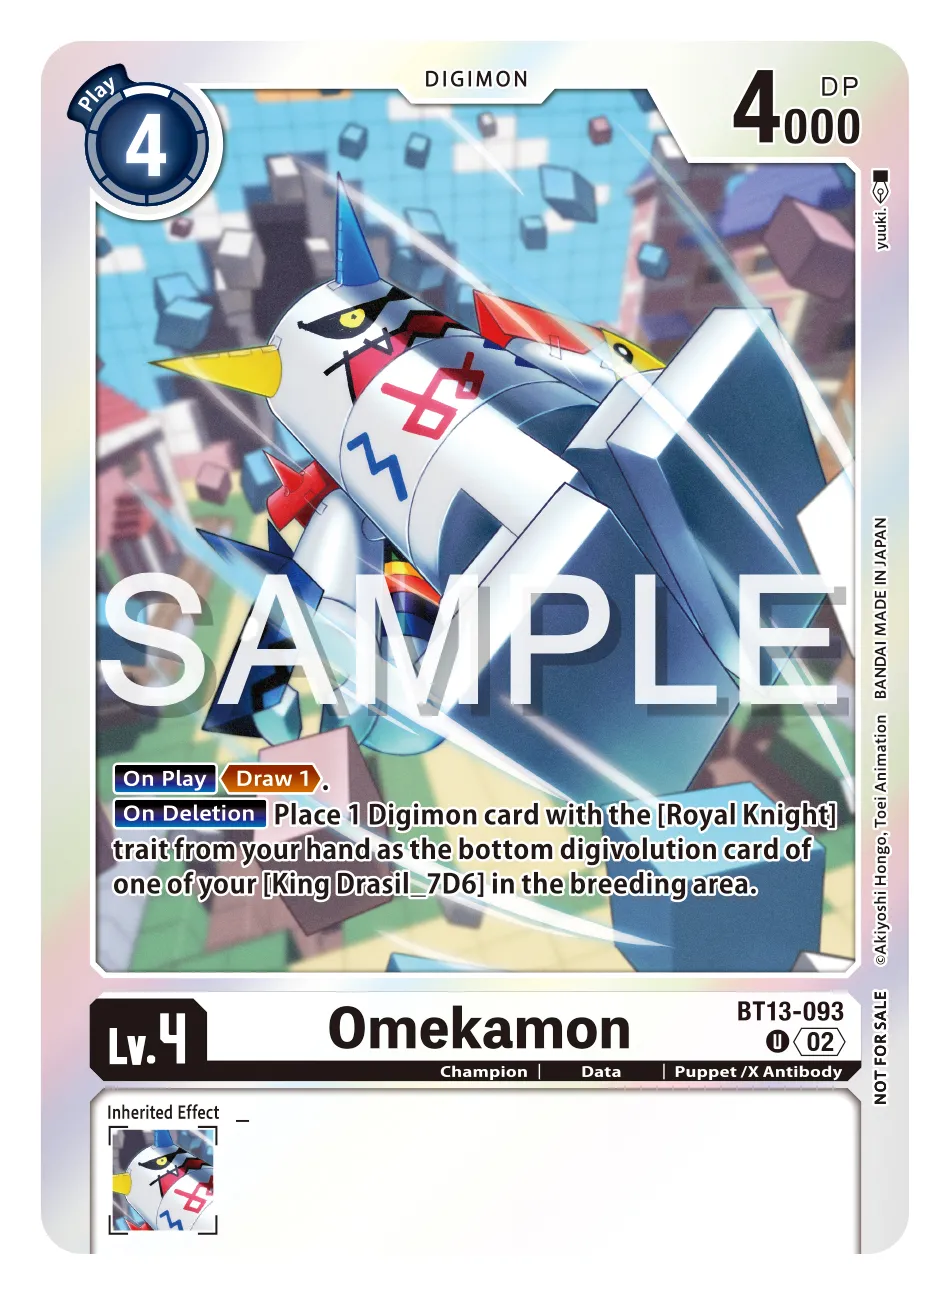 DIGIMON
Play
4
DP
4000
yuuki.
SAMPLE
On Play Draw 1.
On Deletion Place 1 Digimon card with the [Royal Knight]
trait from your hand as the bottom digivolution card of
one of your [King Drasil_7D6] in the breeding area.
©Akiyoshi Hongo, Toei Animation BANDAI MADE IN JAPAN
NOT FOR SALE
Lv.4
Omekamon
BT13-093
U 02
Champion | Data | Puppet /X Antibody
Inherited Effect –